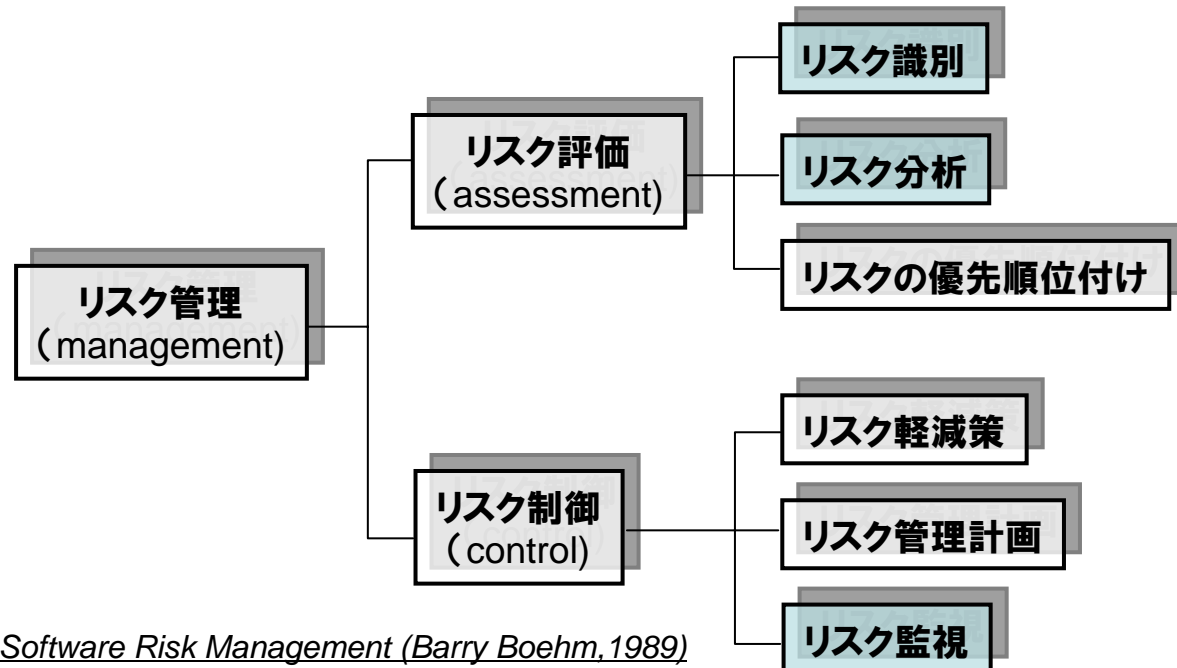 リスク管理
（management)
リスク評価
（assessment)
リスク識別
リスク分析
リスクの優先順位付け
リスク制御
（control)
リスク軽減策
リスク管理計画
リスク監視
Software Risk Management (Barry Boehm,1989)